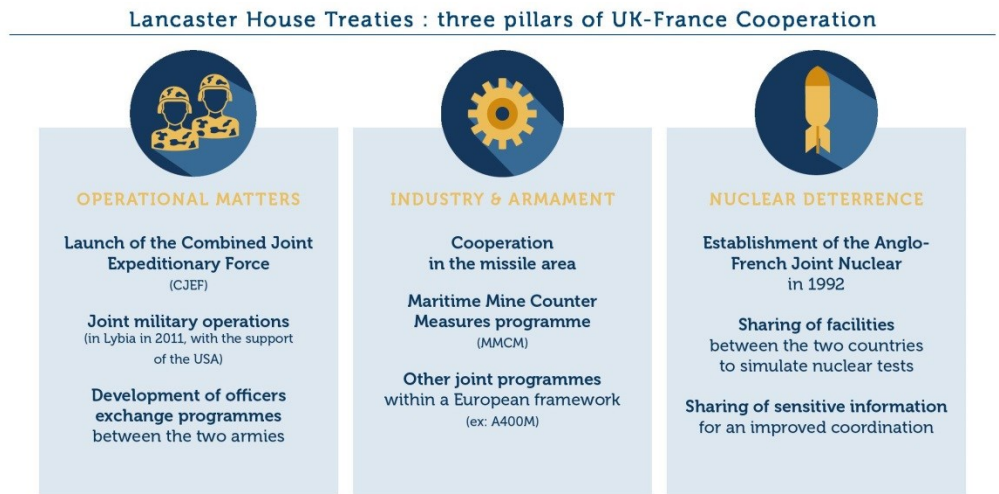 Lancaster House Treaties : three pillars of UK-France Cooperation
OPERATIONAL MATTERS
Launch of the Combined Joint
Expeditionary Force
(CJEF)
Joint military operations
(in Lybia in 2011, with the support
of the USA)
Development of officers
exchange programmes
between the two armies
INDUSTRY & ARMAMENT
Cooperation
in the missile area
Maritime Mine Counter
Measures programme
(MMCM)
Other joint programmes
within a European framework
(ex: A400M)
NUCLEAR DETERRENCE
Establishment of the Anglo-
French Joint Nuclear
in 1992
Sharing of facilities
between the two countries
to simulate nuclear tests
Sharing of sensitive information
for an improved coordination